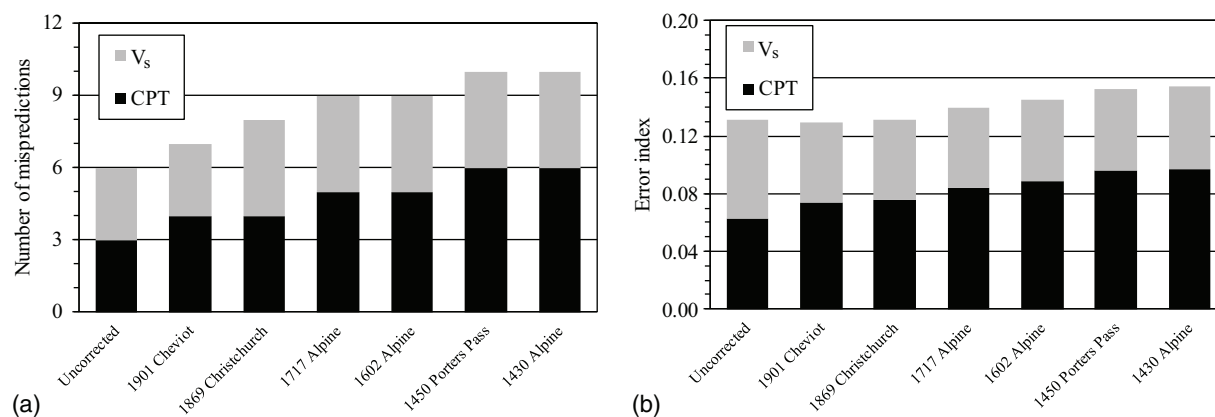 12
9
6
3
0
Number of mispredictions
Vs
CPT
Uncorrected
1901 Cheviot
1869 Christchurch
1717 Alpine
1602 Alpine
1450 Porters Pass
1430 Alpine
(a)
0.20
0.16
0.12
0.08
0.04
0.00
Error index
Vs
CPT
Uncorrected
1901 Cheviot
1869 Christchurch
1717 Alpine
1602 Alpine
1450 Porters Pass
1430 Alpine
(b)